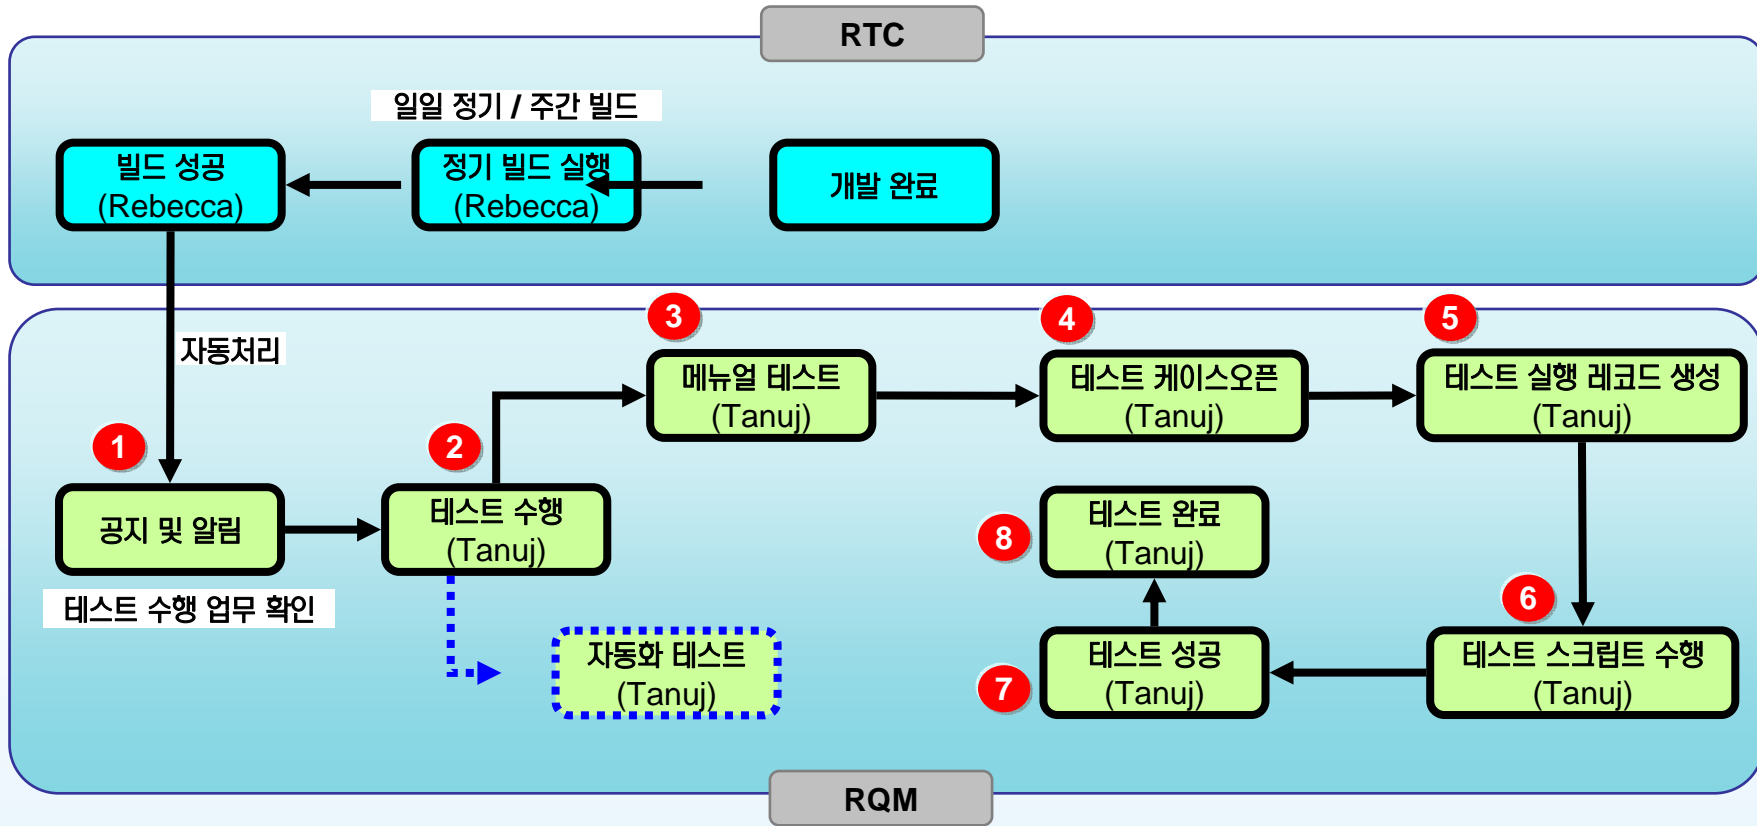 RTC
일일 정기 / 주간 빌드
빌드 성공
(Rebecca)
정기 빌드 실행
(Rebecca)
개발 완료
자동처리
3
메뉴얼 테스트
(Tanuj)
4
테스트 케이스오픈
(Tanuj)
5
테스트 실행 레코드 생성
(Tanuj)
1
공지 및 알림
테스트 수행 업무 확인
2
테스트 수행
(Tanuj)
자동화 테스트
(Tanuj)
8
테스트 완료
(Tanuj)
7
테스트 성공
(Tanuj)
6
테스트 스크립트 수행
(Tanuj)
RQM